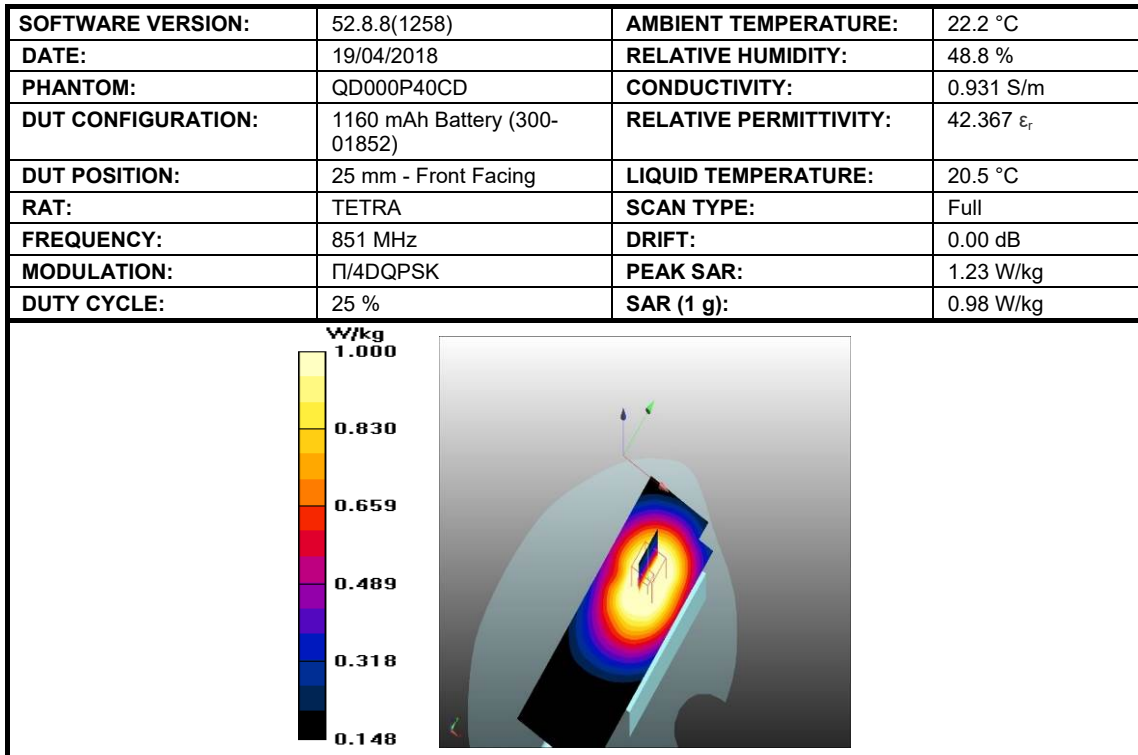 SOFTWARE VERSION: 52.8.8(1258) AMBIENT TEMPERATURE: 22.2 °C
DATE: 19/04/2018 RELATIVE HUMIDITY: 48.8 %
PHANTOM: QD000P40CD CONDUCTIVITY: 0.931 S/m
DUT CONFIGURATION: 1160 mAh Battery (300- RELATIVE PERMITTIVITY: 42.367 εr
01852)
DUT POSITION: 25 mm - Front Facing LIQUID TEMPERATURE: 20.5 °C
RAT: TETRA SCAN TYPE: Full
FREQUENCY: 851 MHz DRIFT: 0.00 dB
MODULATION: Π/4DQPSK PEAK SAR: 1.23 W/kg
DUTY CYCLE: 25 % SAR (1 g): 0.98 W/kg
W/kg
1.000
0.830
0.659
0.489
0.318
0.148